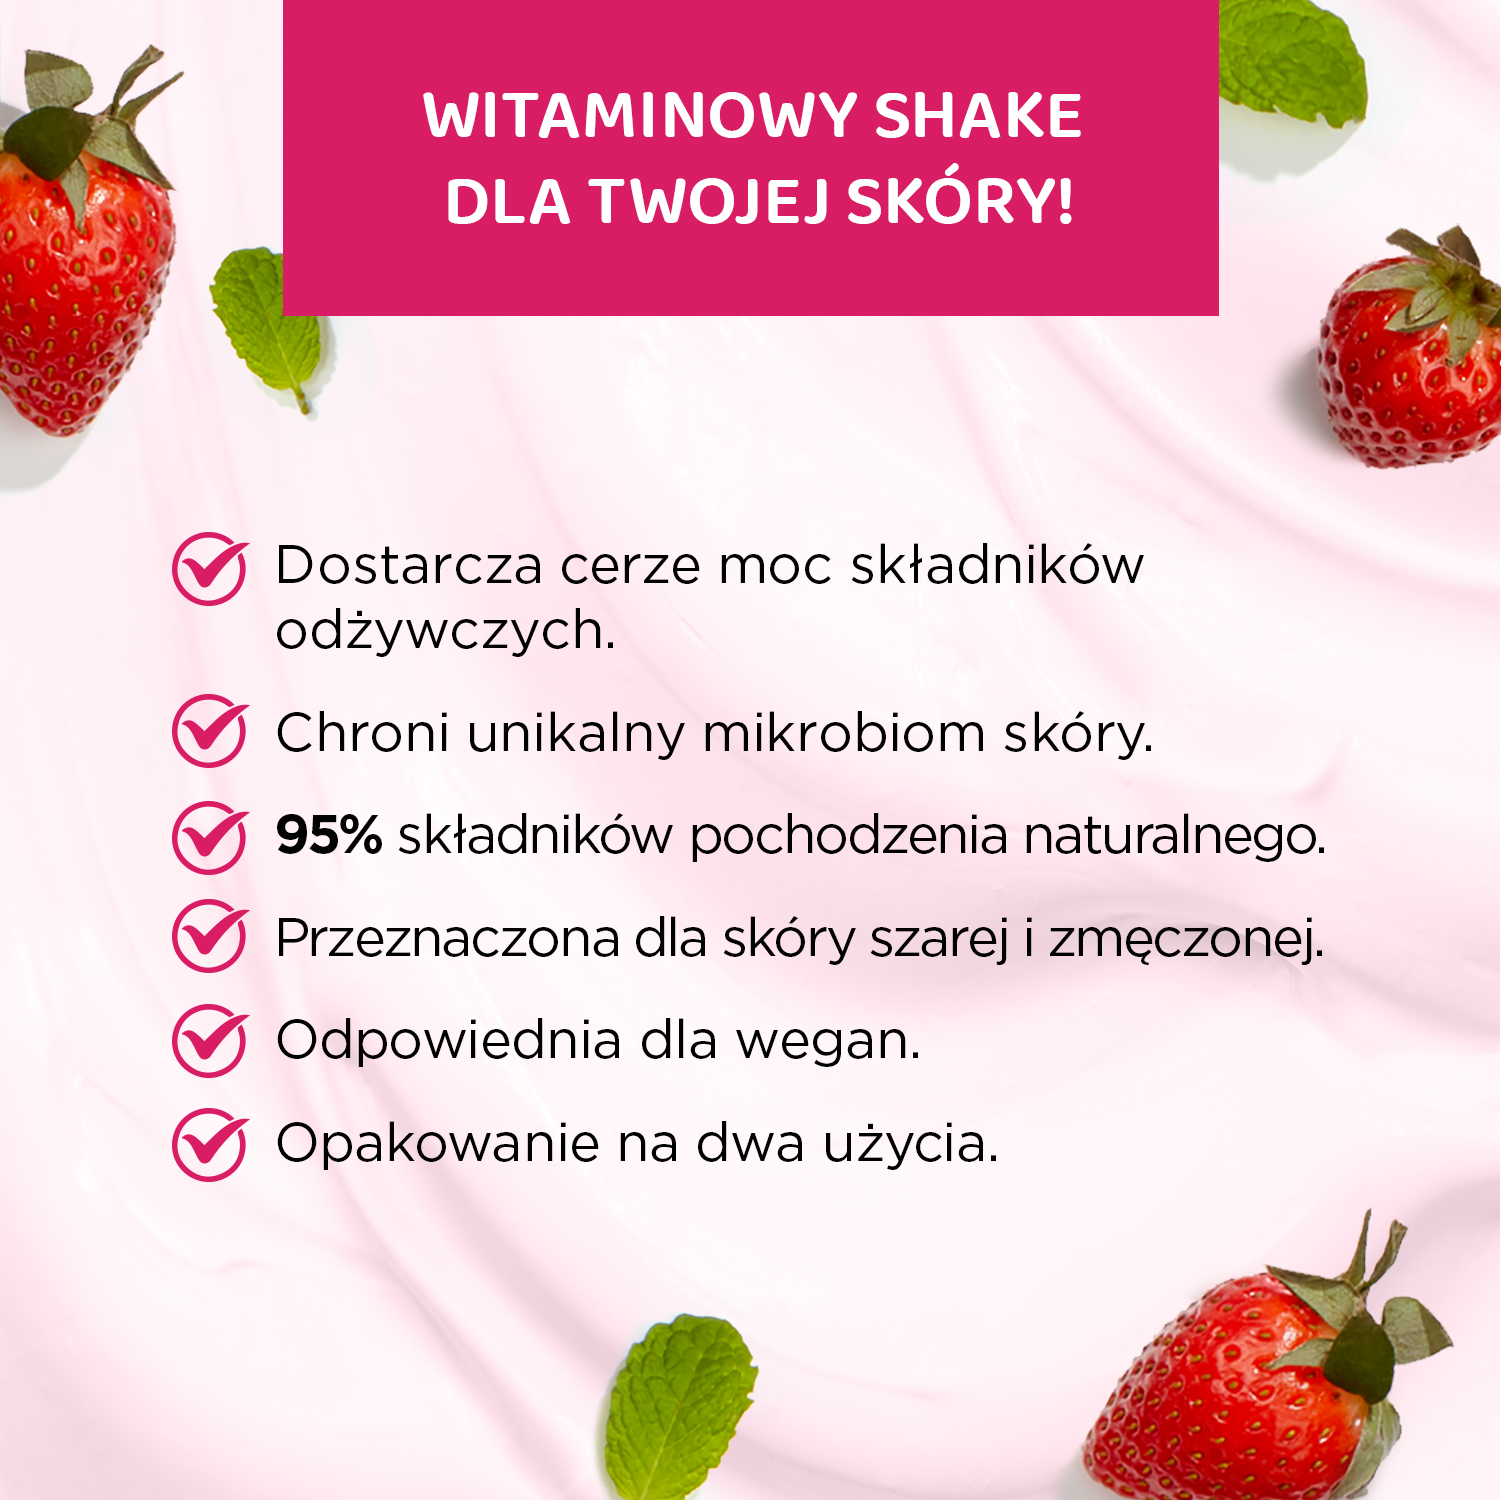 WITAMINOWY SHAKE
DLA TWOJEJ SKÓRY!
Dostarcza cerze moc składników
odżywczych.
Chroni unikalny mikrobiom skóry.
95% składników pochodzenia naturalnego.
Przeznaczona dla skóry szarej i zmęczonej.
Odpowiednia dla wegan.
Opakowanie na dwa użycia.